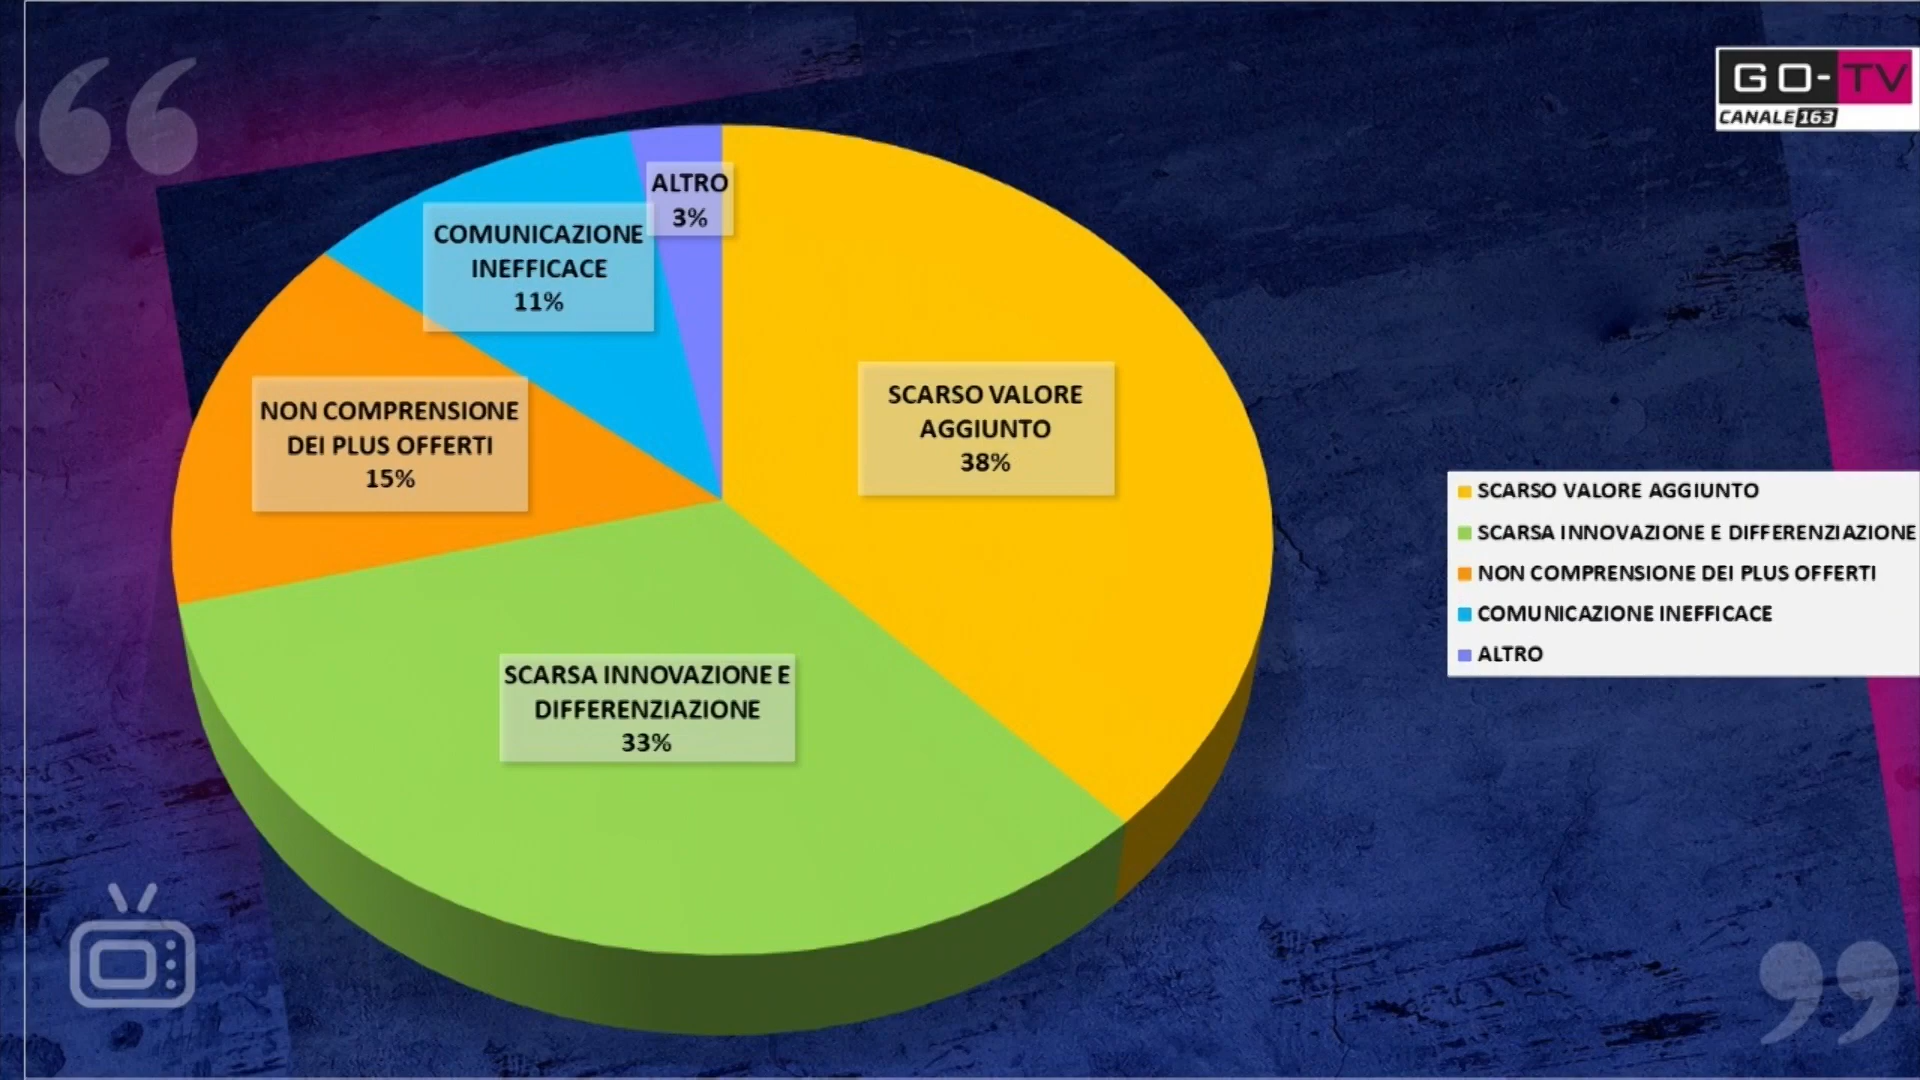 GO-TV
CANALE 163
ALTRO
3%
COMUNICAZIONE
INEFFICACE
11%
SCARSO VALORE
AGGIUNTO
38%
NON COMPRENSIONE
DEI PLUS OFFERTI
15%
SCARSA INNOVAZIONE E
DIFFERENZIAZIONE
33%
SCARSO VALORE AGGIUNTO
SCARSA INNOVAZIONE E DIFFERENZIAZIONE
NON COMPRENSIONE DEI PLUS OFFERTI
COMUNICAZIONE INEFFICACE
ALTRO